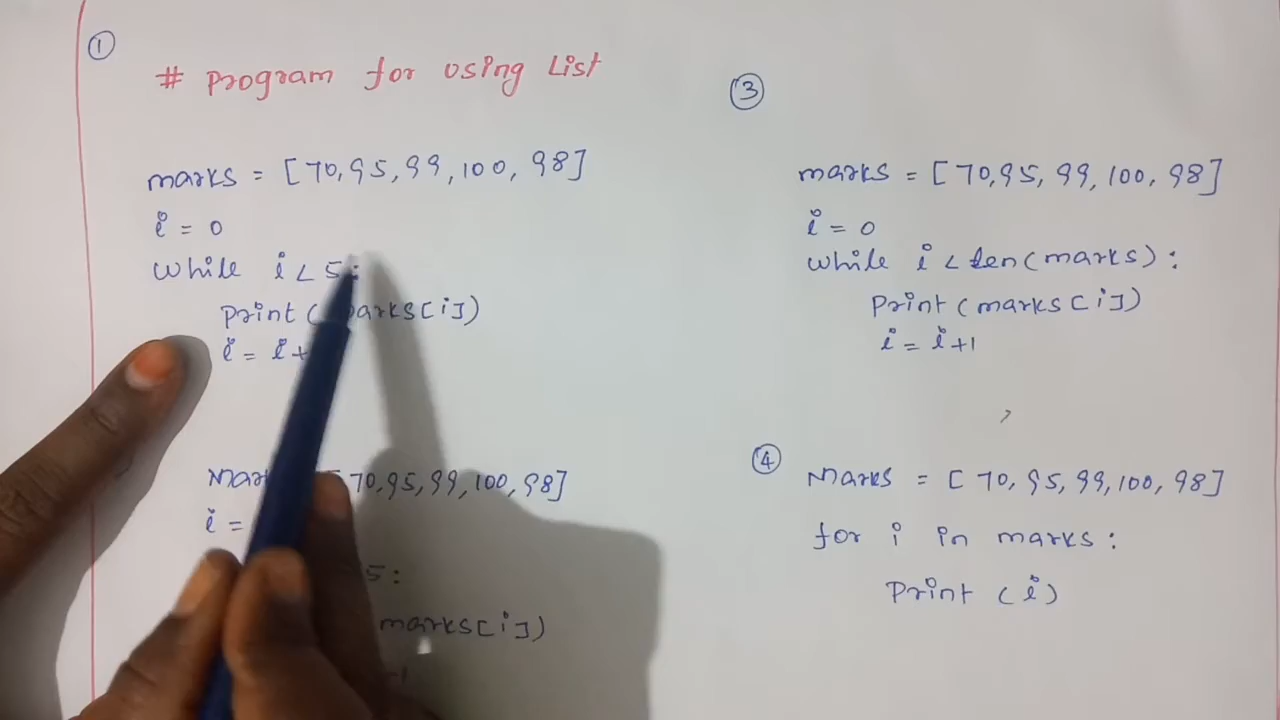 ①
# Program for using List
marks = [70,95,99,100, 98]
i = 0
while i < 5:
Print( marks[i])
i = i+
70,95,99,100,98]
i =
5:
marks[i])
③
marks = [70,95, 99,100, 98]
i = 0
while i < len(marks):
Print(marks[i])
i = i+1
④
Marks = [70, 95, 99,100, 98]
for i in marks:
Print (i)